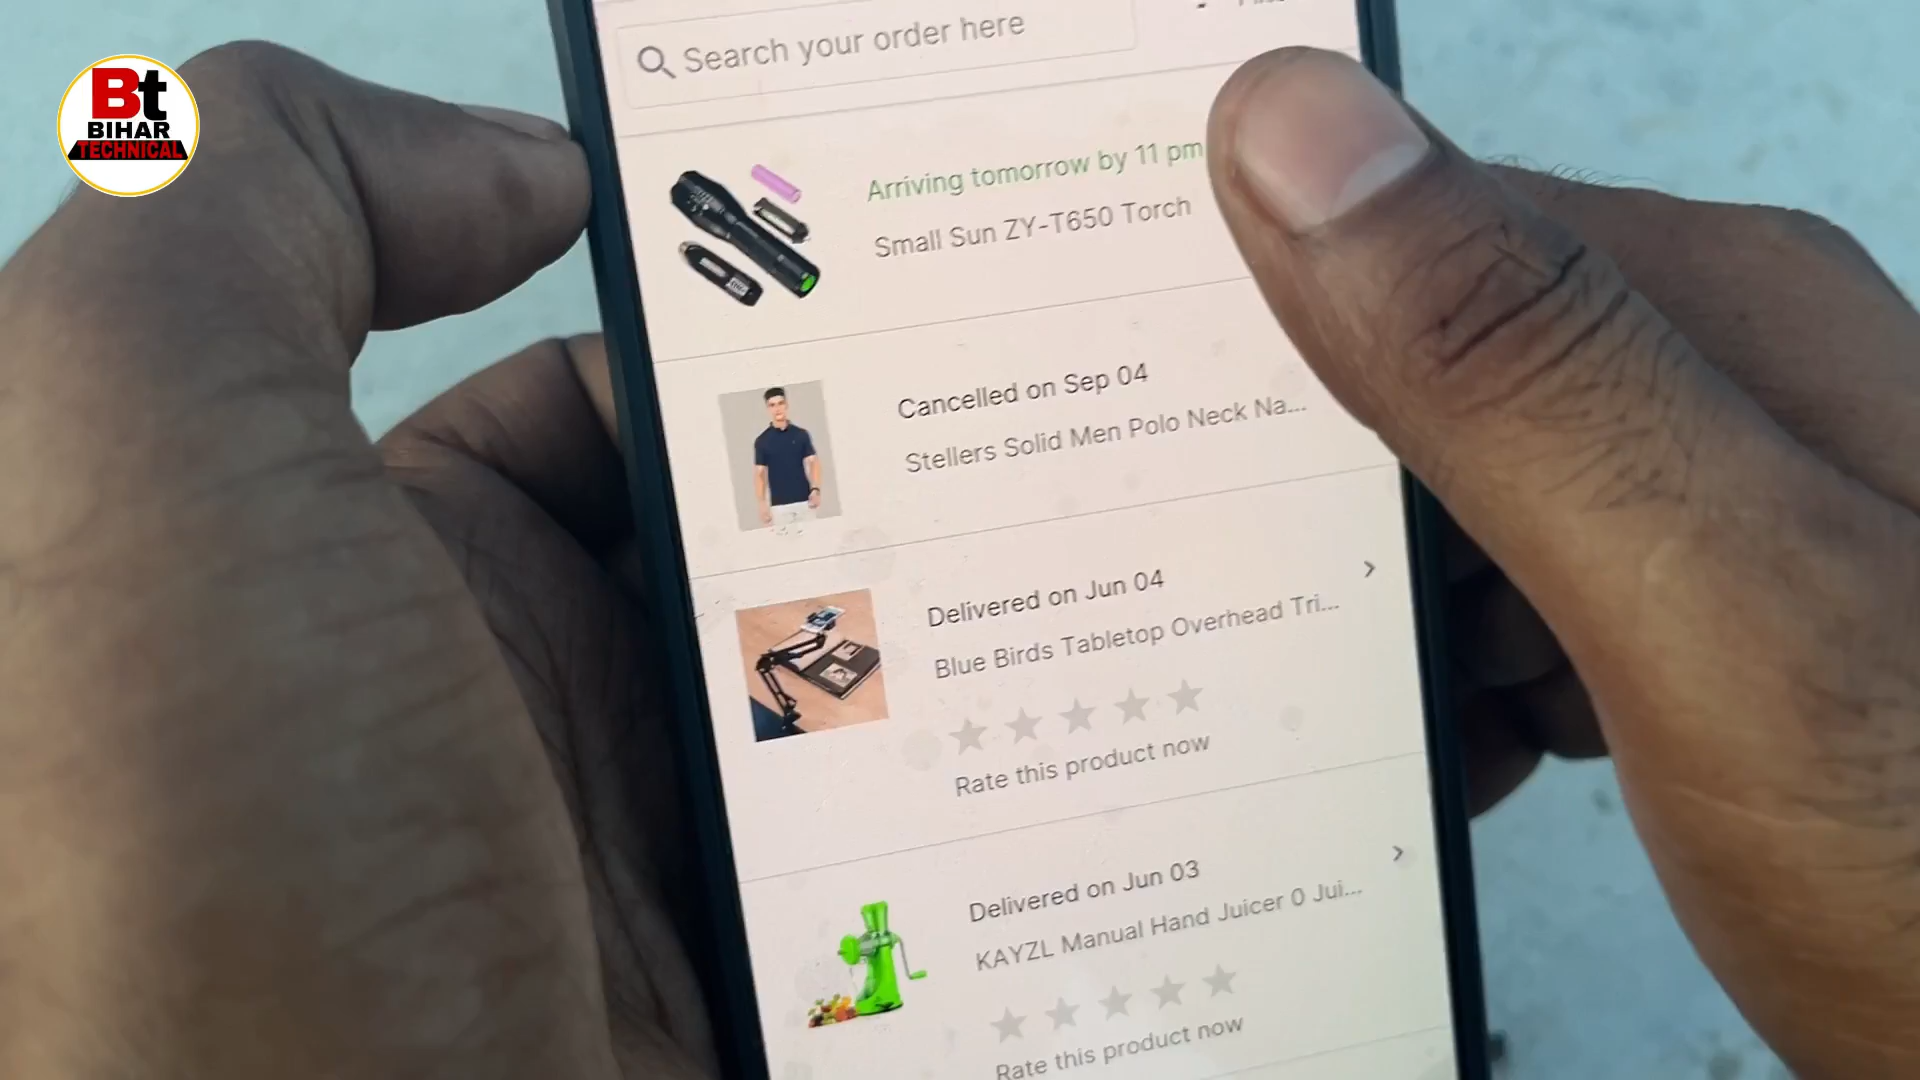 Bt
BIHAR
TECHNICAL
Search your order here
Arriving tomorrow by 11 pm
Small Sun ZY-T650 Torch
Cancelled on Sep 04
Stellers Solid Men Polo Neck Na...
Delivered on Jun 04
Blue Birds Tabletop Overhead Tri...
Rate this product now
Delivered on Jun 03
KAYZL Manual Hand Juicer 0 Jui...
Rate this product now